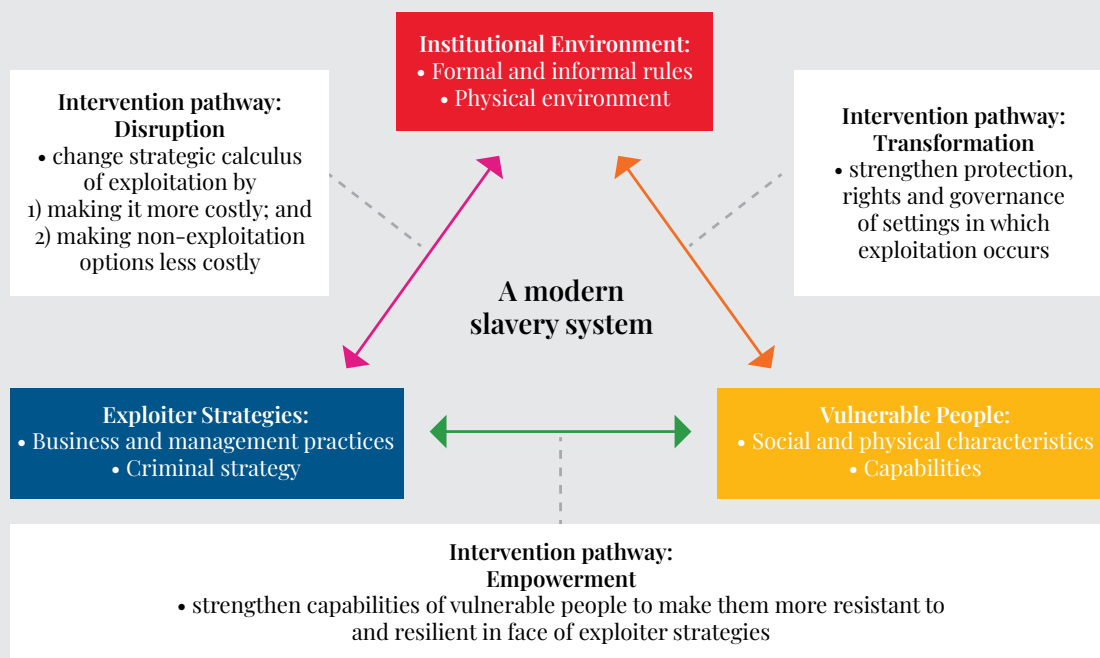 Institutional Environment:
• Formal and informal rules
• Physical environment
Intervention pathway:
Disruption
• change strategic calculus
of exploitation by
1) making it more costly; and
2) making non-exploitation
options less costly
Intervention pathway:
Transformation
• strengthen protection,
rights and governance
of settings in which
exploitation occurs
A modern
slavery system
Exploiter Strategies:
• Business and management practices
• Criminal strategy
Vulnerable People:
• Social and physical characteristics
• Capabilities
Intervention pathway:
Empowerment
• strengthen capabilities of vulnerable people to make them more resistant to
and resilient in face of exploiter strategies